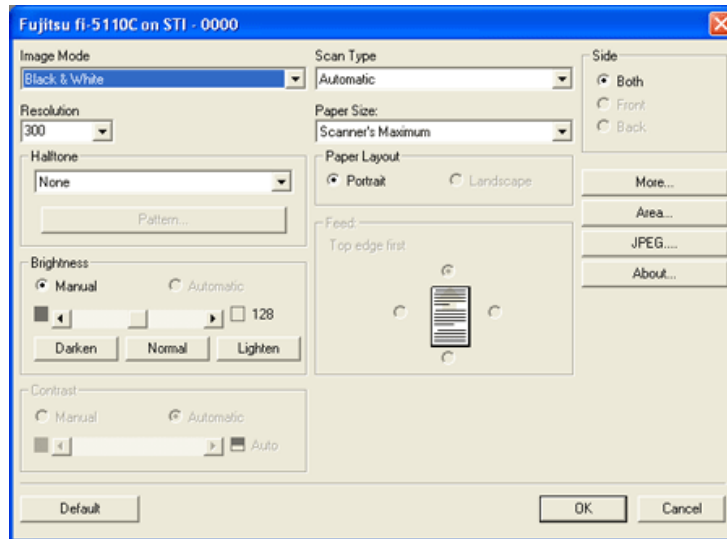 Fujitsu fi-5110C on STI - 0000
Image Mode
Black & White
Scan Type
Automatic
Side
Both
Front
Back
Resolution
300
Paper Size:
Scanner's Maximum
Halftone
None
Pattern...
Paper Layout
Portrait
Landscape
More...
Area...
JPEG....
About...
Feed
Top edge first
Brightness
Manual
Automatic
128
Darken
Normal
Lighten
Contrast
Manual
Automatic
Auto
Default
OK
Cancel